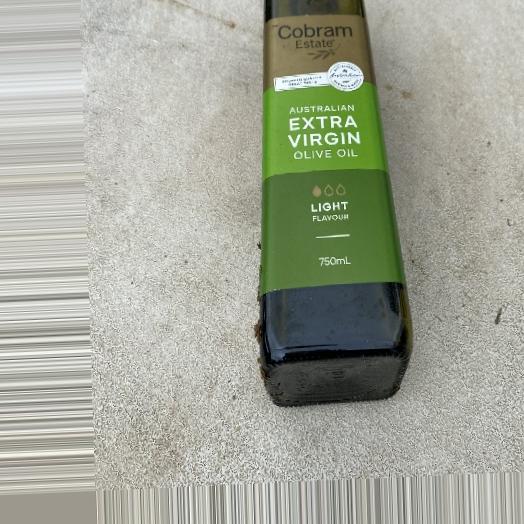 Cobram
Estate
AUSTRALIAN
EXTRA
VIRGIN
OLIVE OIL
LIGHT
FLAVOUR
750mL